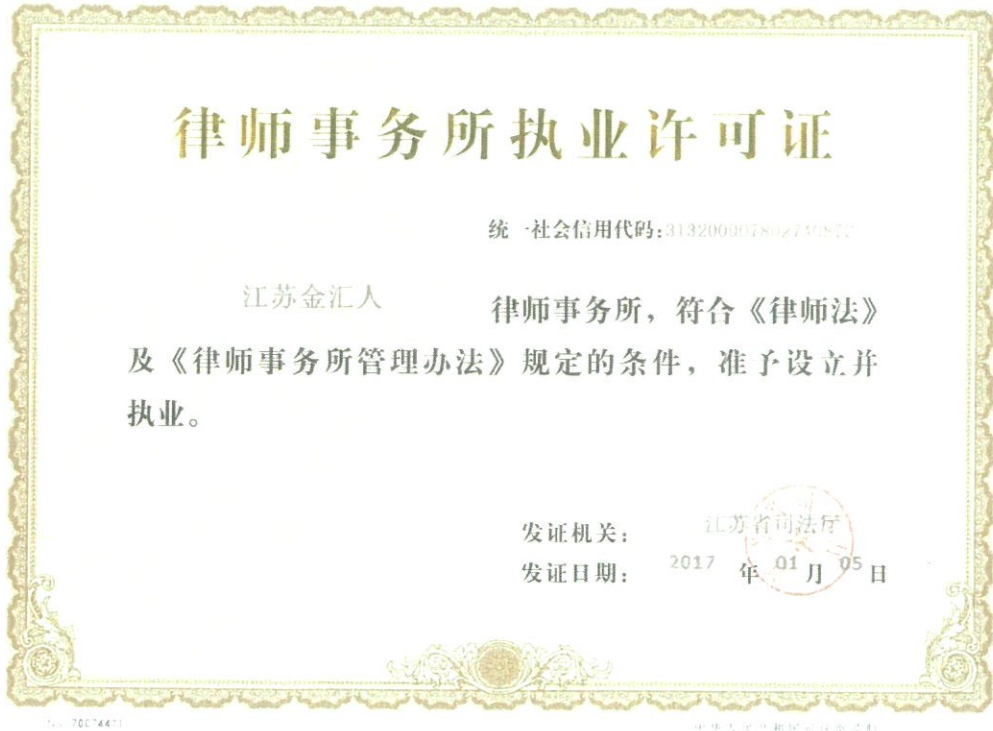 律师事务所执业许可证
统一社会信用代码:
江苏金汇人 律师事务所，符合《律师法》
及《律师事务所管理办法》规定的条件，准予设立并
执业。
发证机关： 江苏省司法厅
发证日期： 2017 年 01 月 05 日